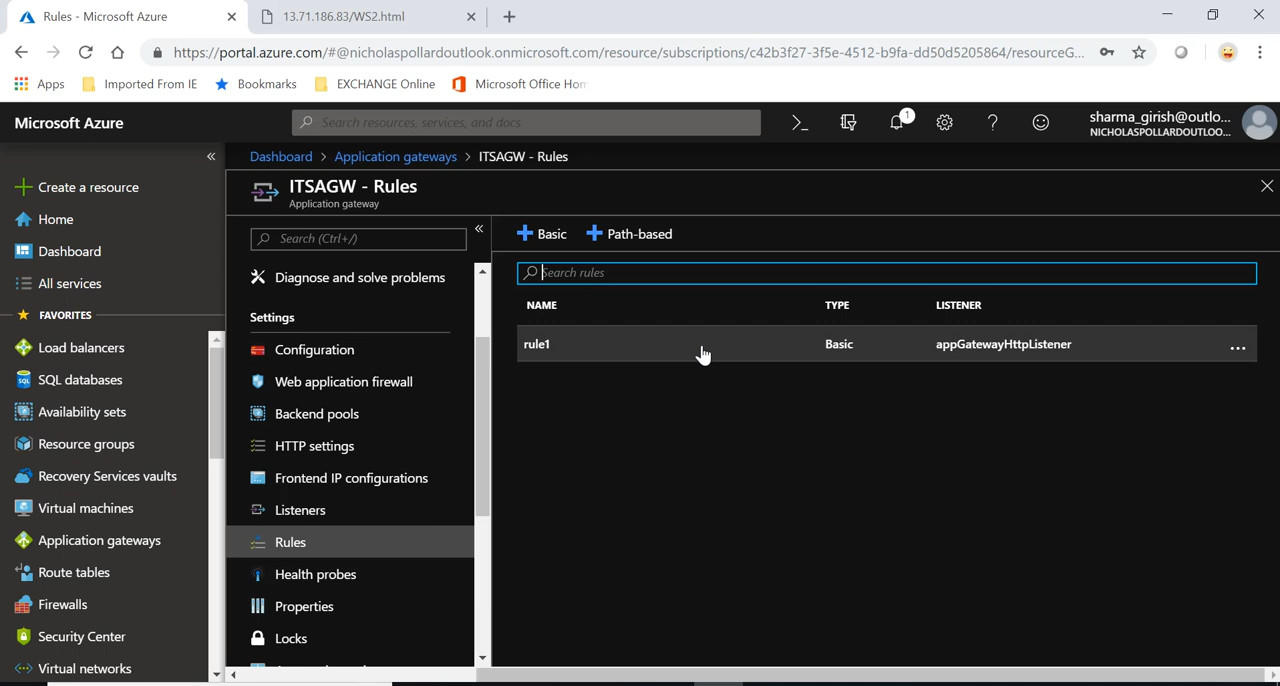 Rules - Microsoft Azure
13.71.186.83/WS2.html
https://portal.azure.com/#@nicholaspollardoutlook.onmicrosoft.com/resource/subscriptions/c42b3f27-3f5e-4512-b9fa-dd50d5205864/resourceG...
Apps
Imported From IE
Bookmarks
EXCHANGE Online
Microsoft Office Hom
Microsoft Azure
Search resources, services, and docs
1
sharma_girish@outlo...
NICHOLASPOLLARDOUTLOO...
Dashboard > Application gateways > ITSAGW - Rules
Create a resource
Home
Dashboard
All services
FAVORITES
Load balancers
SQL databases
Availability sets
Resource groups
Recovery Services vaults
Virtual machines
Application gateways
Route tables
Firewalls
Security Center
Virtual networks
ITSAGW - Rules
Application gateway
Search (Ctrl+/)
Diagnose and solve problems
Settings
Configuration
Web application firewall
Backend pools
HTTP settings
Frontend IP configurations
Listeners
Rules
Health probes
Properties
Locks
Basic
Path-based
Search rules
NAME TYPE LISTENER
rule1 Basic appGatewayHttpListener ...